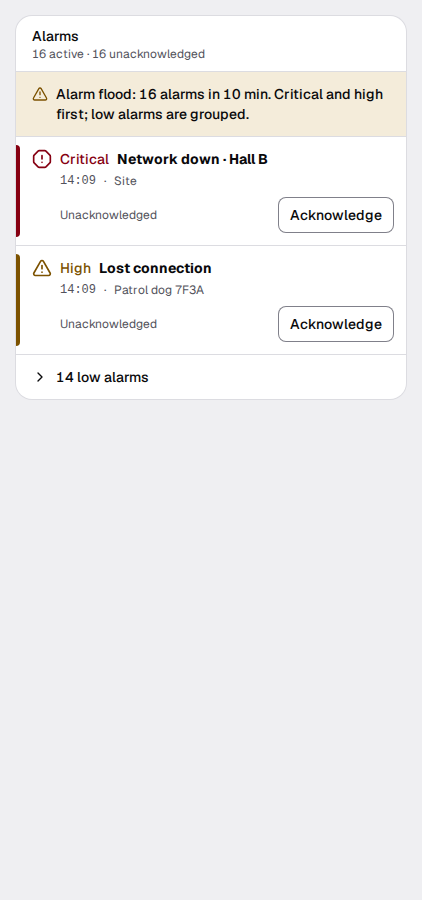 Alarms
16 active · 16 unacknowledged
Alarm flood: 16 alarms in 10 min. Critical and high
first; low alarms are grouped.
Critical Network down · Hall B
14:09 · Site
Unacknowledged Acknowledge
High Lost connection
14:09 · Patrol dog 7F3A
Unacknowledged Acknowledge
14 low alarms